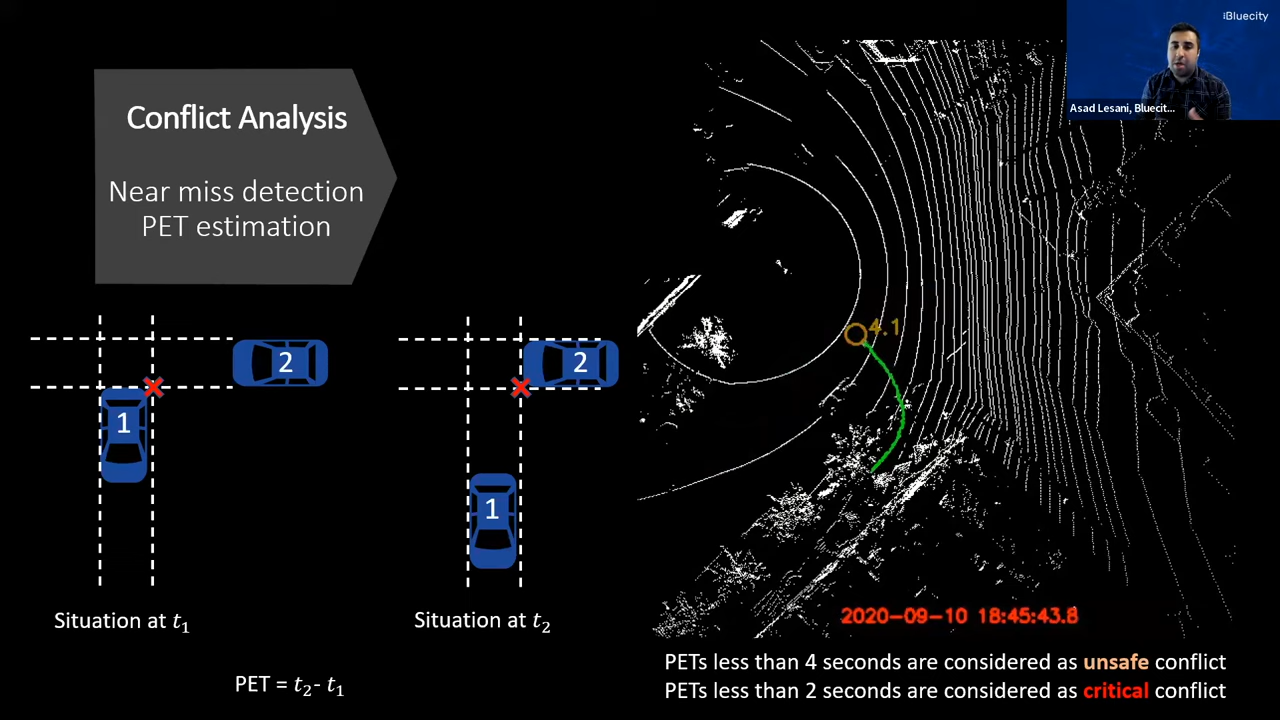 Bluecity
Asad Lesani, Bluecit...
Conflict Analysis
Near miss detection
PET estimation
4.1
2
1
2
1
Situation at t₁
Situation at t₂
PET = t₂- t₁
2020-09-10 18:45:43.8
PETs less than 4 seconds are considered as unsafe conflict
PETs less than 2 seconds are considered as critical conflict